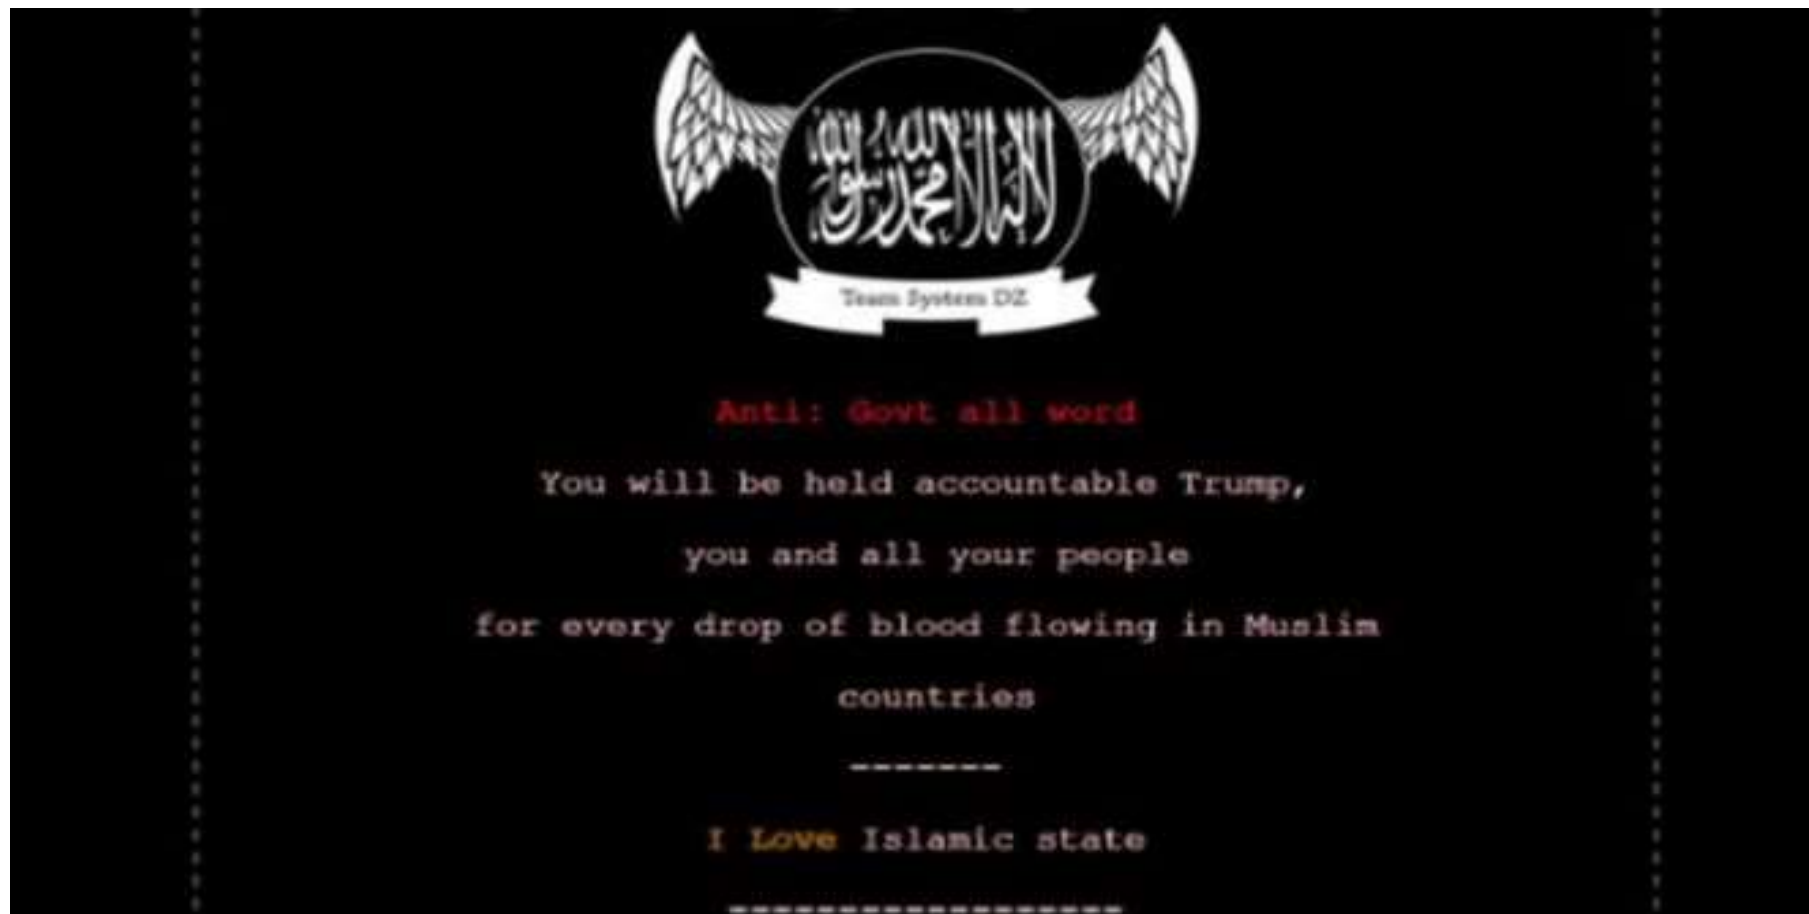 لا إله إلا الله محمد رسول الله
Team System DZ
Anti: Govt all word
You will be held accountable Trump,
you and all your people
for every drop of blood flowing in Muslim
countries
-------
I Love Islamic state
-------------------